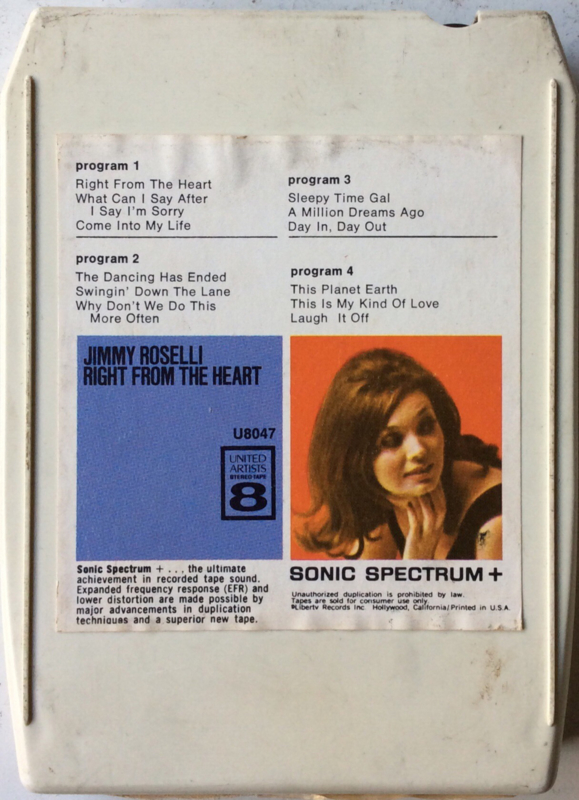 program 1
Right From The Heart
What Can I Say After
I Say I'm Sorry
Come Into My Life
program 2
The Dancing Has Ended
Swingin' Down The Lane
Why Don't We Do This
More Often
program 3
Sleepy Time Gal
A Million Dreams Ago
Day In, Day Out
program 4
This Planet Earth
This Is My Kind Of Love
Laugh It Off
JIMMY ROSELLI
RIGHT FROM THE HEART
U8047
UNITED
ARTISTS
STEREO-TAPE
8
Sonic Spectrum + . . . the ultimate
achievement in recorded tape sound.
Expanded frequency response (EFR) and
lower distortion are made possible by
major advancements in duplication
techniques and a superior new tape.
SONIC SPECTRUM +
Unauthorized duplication is prohibited by law.
Tapes are sold for consumer use only.
Liberty Records Inc. Hollywood, California/Printed in U.S.A.